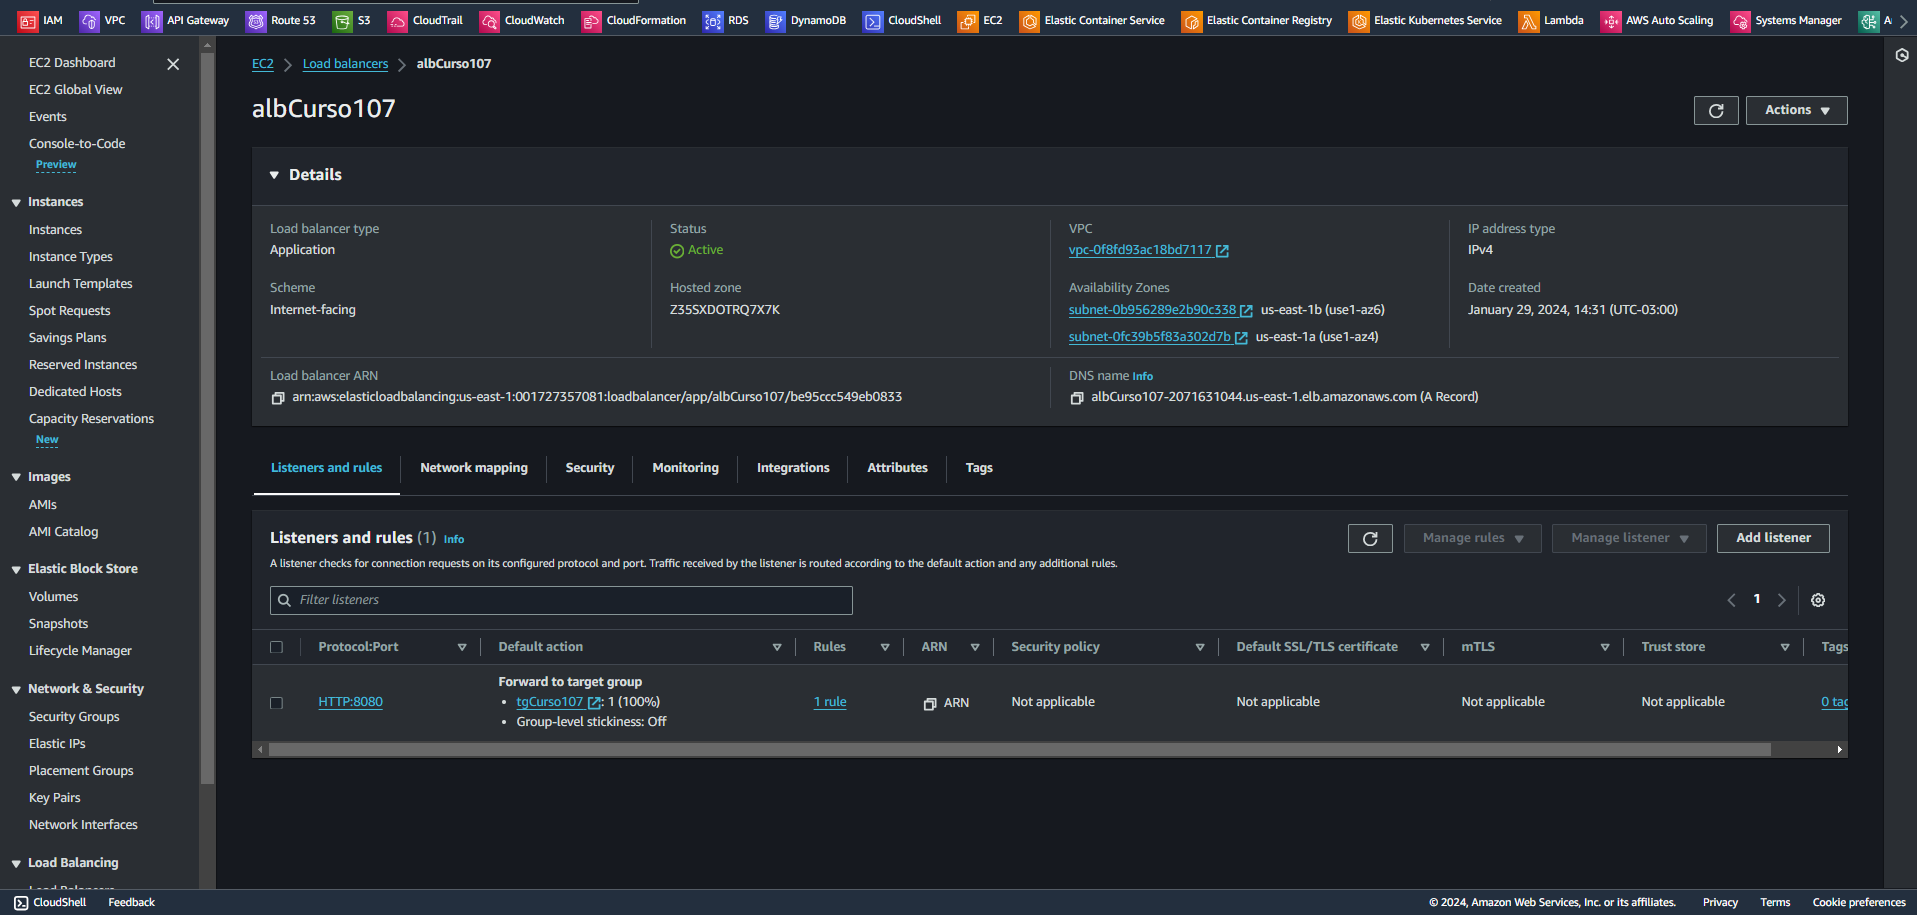 IAM VPC API Gateway Route 53 S3 CloudTrail CloudWatch CloudFormation RDS DynamoDB CloudShell EC2 Elastic Container Service Elastic Container Registry Elastic Kubernetes Service Lambda AWS Auto Scaling Systems Manager
EC2 Dashboard
EC2 Global View
Events
Console-to-Code
Preview
Instances
Instances
Instance Types
Launch Templates
Spot Requests
Savings Plans
Reserved Instances
Dedicated Hosts
Capacity Reservations
New
Images
AMIs
AMI Catalog
Elastic Block Store
Volumes
Snapshots
Lifecycle Manager
Network & Security
Security Groups
Elastic IPs
Placement Groups
Key Pairs
Network Interfaces
Load Balancing
Load Balancers
EC2 Load balancers albCurso107
albCurso107
Actions
Details
Load balancer type
Application
Status
Active
VPC
vpc-0f8fd93ac18bd7117
IP address type
IPv4
Scheme
Internet-facing
Hosted zone
Z35SXDOTRQ7X7K
Availability Zones
subnet-0b956289e2b90c338 us-east-1b (use1-az6)
subnet-0fc39b5f83a302d7b us-east-1a (use1-az4)
Date created
January 29, 2024, 14:31 (UTC-03:00)
Load balancer ARN
arn:aws:elasticloadbalancing:us-east-1:001727357081:loadbalancer/app/albCurso107/be95ccc549eb0833
DNS name Info
albCurso107-2071631044.us-east-1.elb.amazonaws.com (A Record)
Listeners and rules Network mapping Security Monitoring Integrations Attributes Tags
Listeners and rules (1) Info
Manage rules Manage listener Add listener
A listener checks for connection requests on its configured protocol and port. Traffic received by the listener is routed according to the default action and any additional rules.
Filter listeners
1
Protocol:Port Default action Rules ARN Security policy Default SSL/TLS certificate mTLS Trust store Tags
HTTP:8080
Forward to target group
• tgCurso107 : 1 (100%)
• Group-level stickiness: Off
1 rule
ARN
Not applicable
Not applicable
Not applicable
Not applicable
0 tag
CloudShell Feedback
© 2024, Amazon Web Services, Inc. or its affiliates. Privacy Terms Cookie preferences